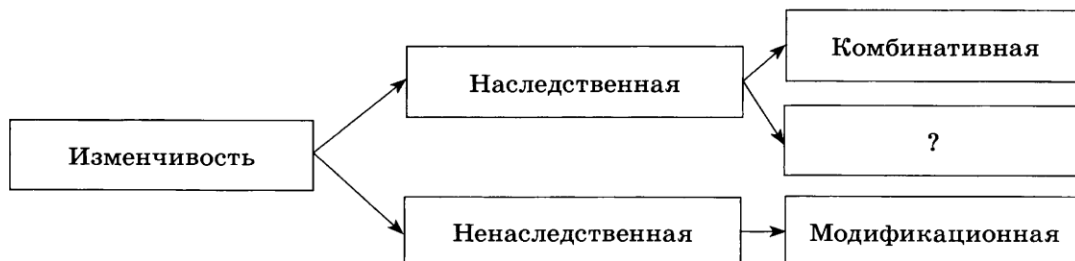 Комбинативная
Наследственная
?
Изменчивость
Ненаследственная
Модификационная